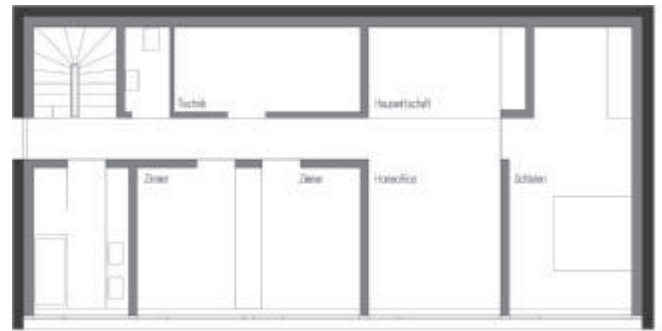 Technik
Hauswirtschaft
Zimmer
Zimmer
Homeoffice
Schlafen